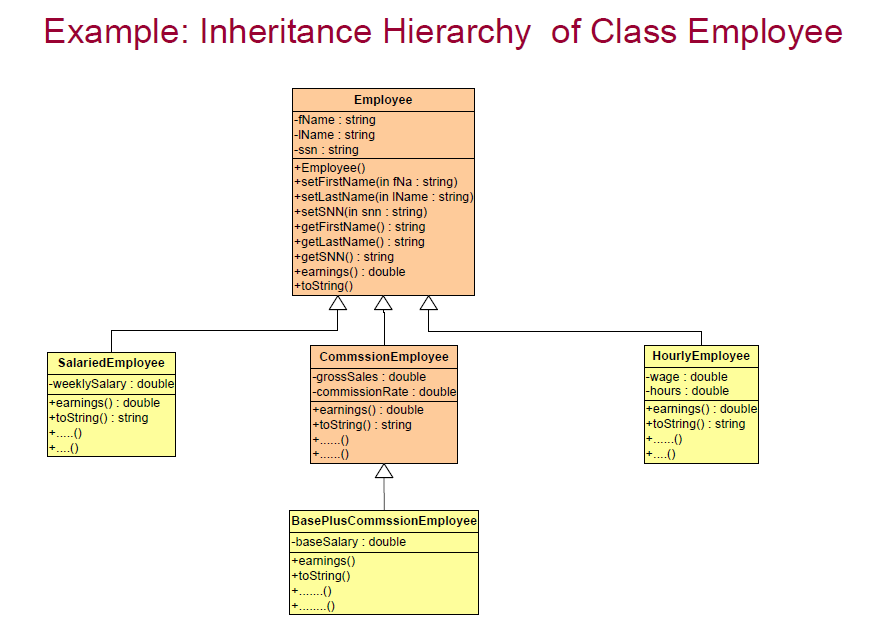 Example: Inheritance Hierarchy of Class Employee
Employee
-fName : string
-lName : string
-ssn : string
+Employee()
+setFirstName(in fNa : string)
+setLastName(in lName : string)
+setSNN(in snn : string)
+getFirstName() : string
+getLastName() : string
+getSNN() : string
+earnings() : double
+toString()
SalariedEmployee
-weeklySalary : double
+earnings() : double
+toString() : string
+.....()
+....()
CommssionEmployee
-grossSales : double
-commissionRate : double
+earnings() : double
+toString() : string
+......()
+......()
HourlyEmployee
-wage : double
-hours : double
+earnings() : double
+toString() : string
+......()
+....()
BasePlusCommssionEmployee
-baseSalary : double
+earnings()
+toString()
+.......()
+........()